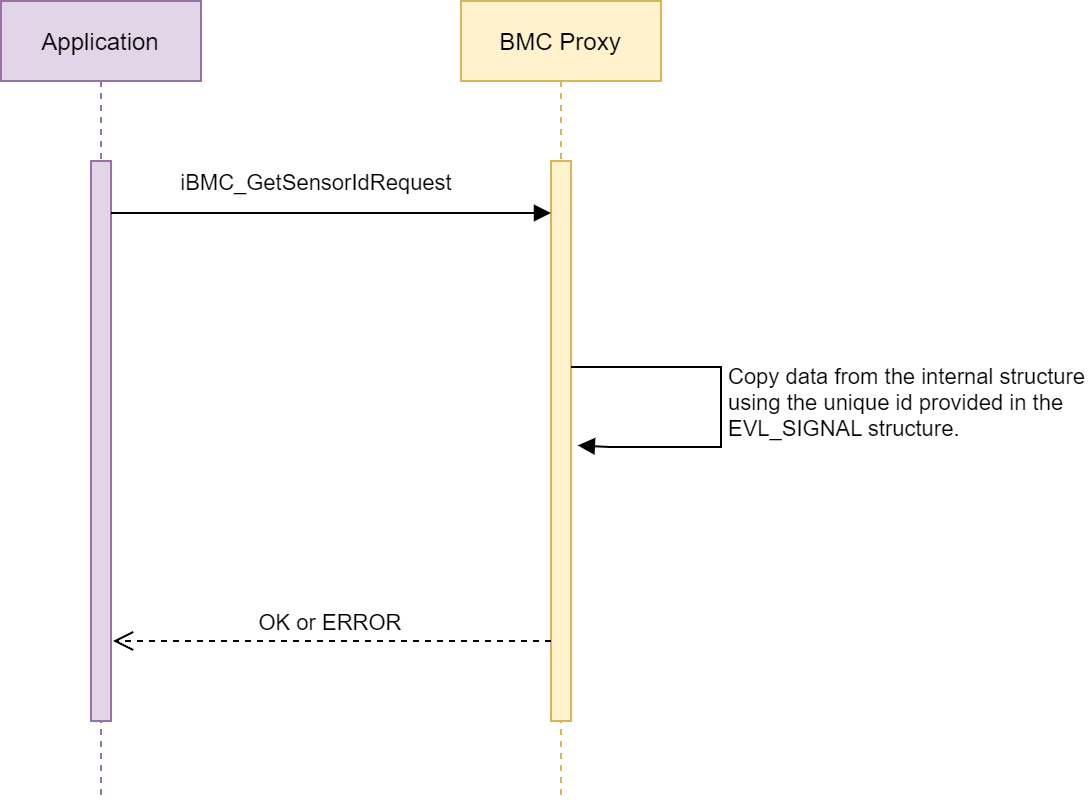 Application
BMC Proxy
iBMC_GetSensorIdRequest
Copy data from the internal structure
using the unique id provided in the
EVL_SIGNAL structure.
OK or ERROR